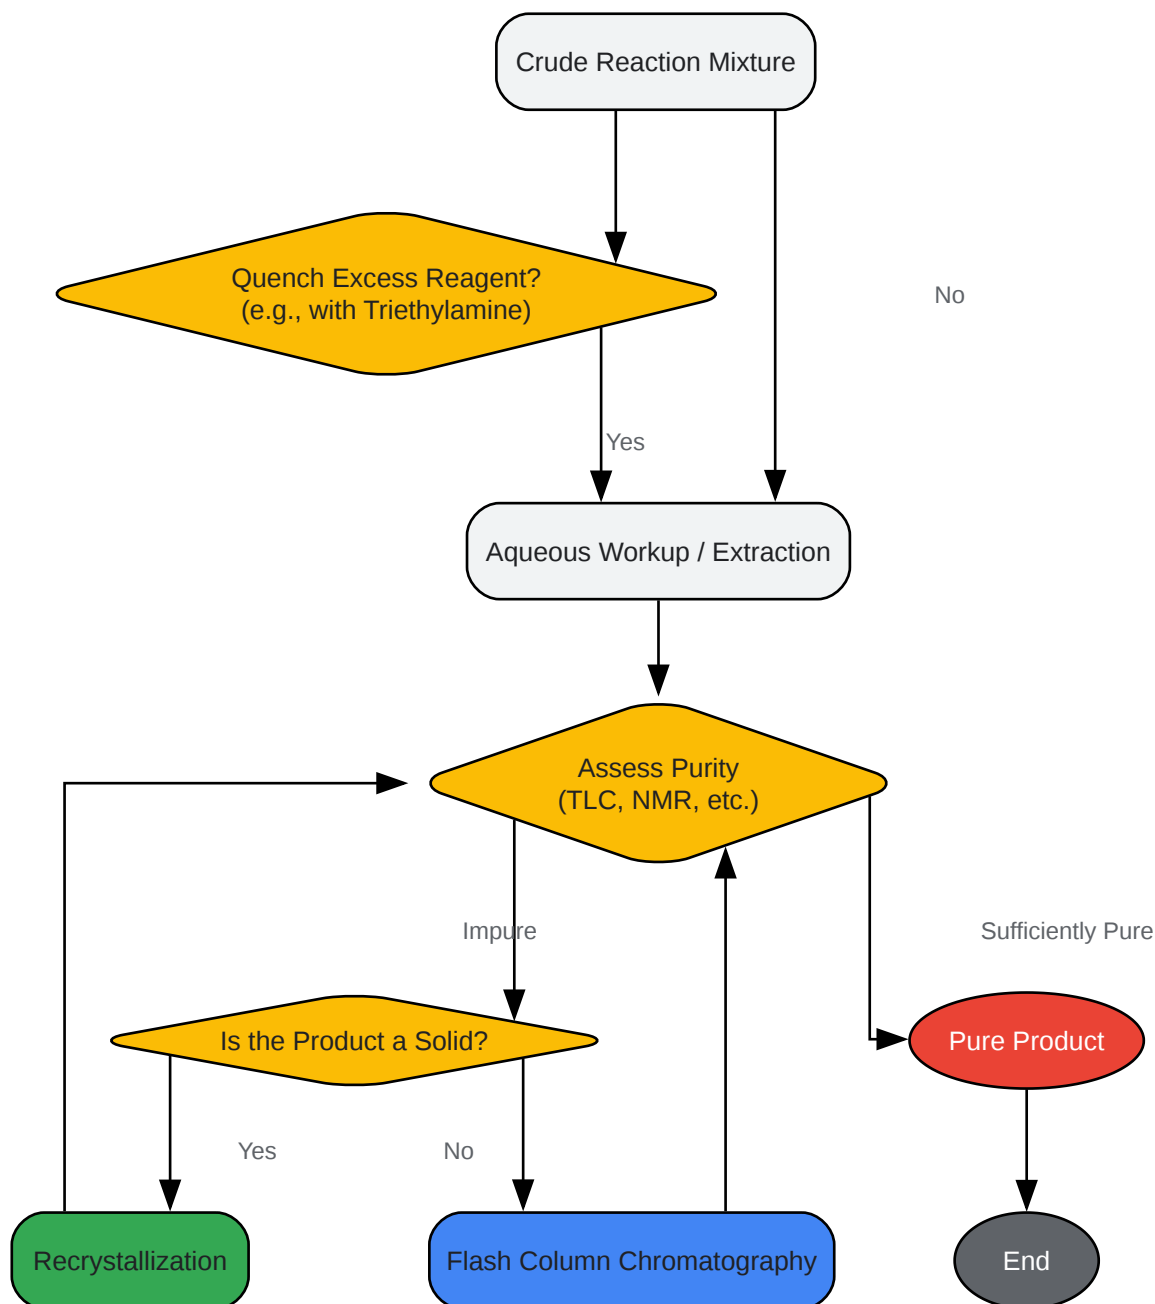 Crude Reaction Mixture
Quench Excess Reagent?
(e.g., with Triethylamine)
No
Yes
Aqueous Workup / Extraction
Assess Purity
(TLC, NMR, etc.)
Impure
Sufficiently Pure
Is the Product a Solid?
Pure Product
Yes
No
Recrystallization
Flash Column Chromatography
End